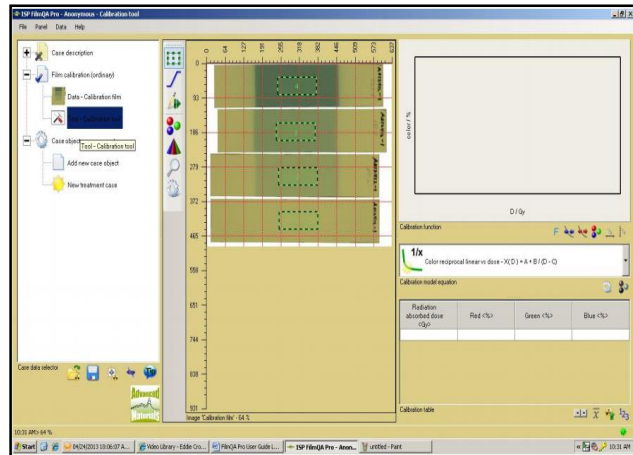 ISP FilmQA Pro - Anonymous - Calibration tool
File Panel Data Help
Case description
Film calibration (ordinary)
Data - Calibration film
Tool - Calibration tool
Case object
Add new case object
New treatment case
Case data selector
Tip
Advanced Materials
0 64 127 191 255 318 382 446 509 573 637
0
93
186
279
372
465
558
651
744
838
931
Image 'Calibration film' - 64 %
color / %
D / Gy
Calibration function
1/x
Color reciprocal linear vs dose - X( D ) = A + B / (D - C)
Calibration model equation
Radiation absorbed dose <Gy> Red <%> Green <%> Blue <%>
Calibration table
10:31 AM> 64 %
Start 04/24/2013 10:06:07 A... Video Library - Eddie Cro... FilmQA Pro User Guide L... ISP FilmQA Pro - Anon... untitled - Paint 10:31 AM